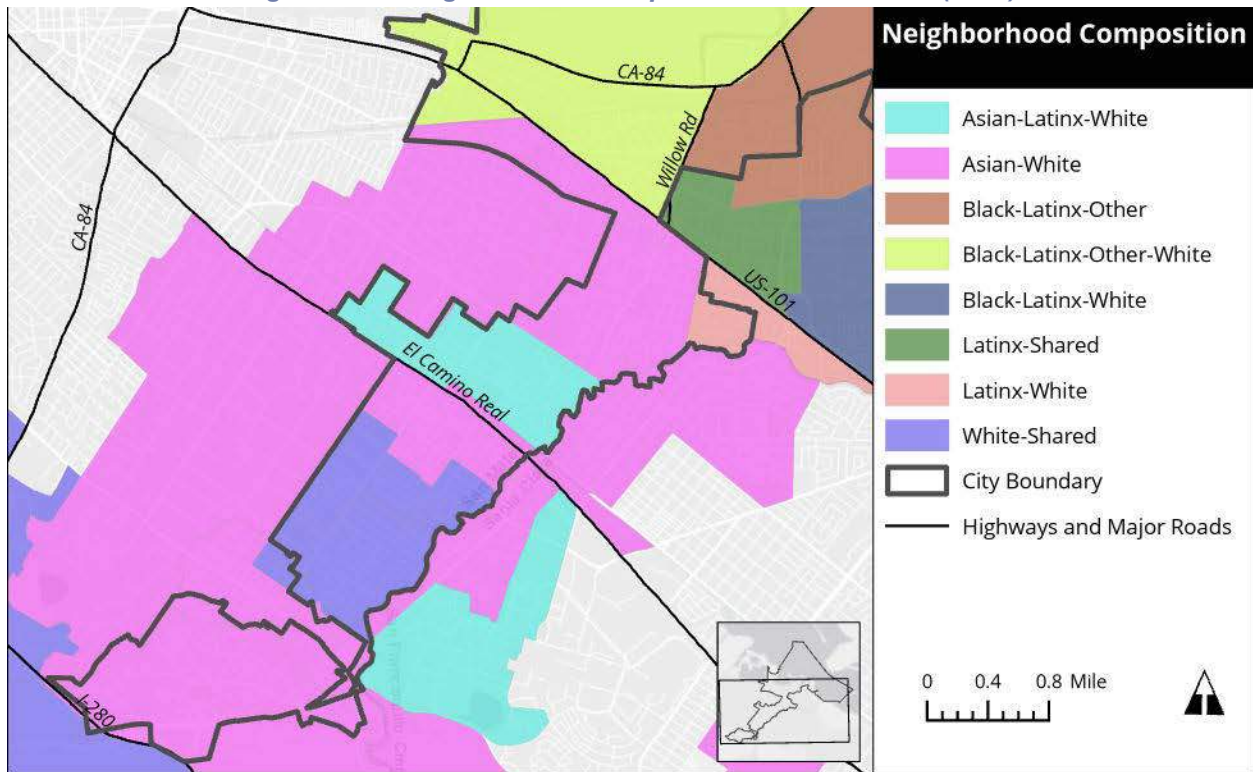 Neighborhood Composition
CA-84
CA-84
Willow Rd
US-101
El Camino Real
I-280
Asian-Latinx-White
Asian-White
Black-Latinx-Other
Black-Latinx-Other-White
Black-Latinx-White
Latinx-Shared
Latinx-White
White-Shared
City Boundary
Highways and Major Roads
0 0.4 0.8 Mile